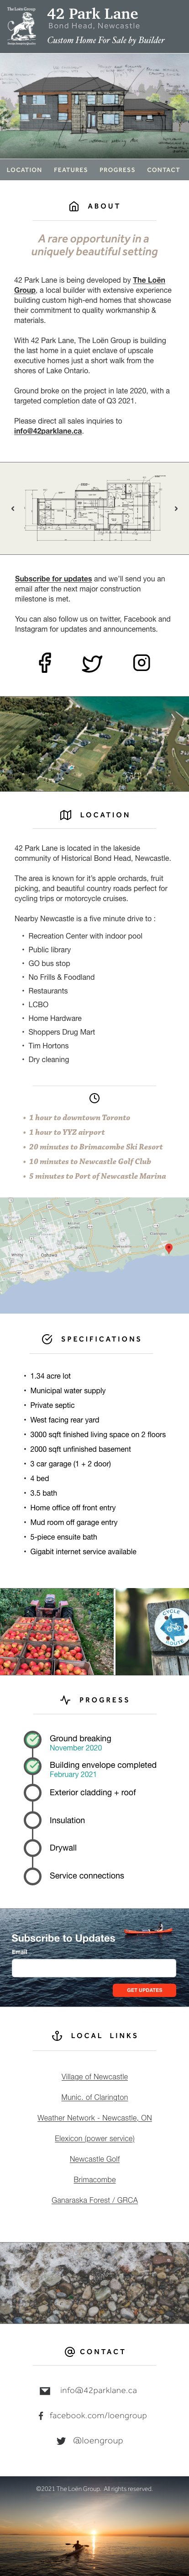 The Loën Group
42 Park Lane
Bond Head, Newcastle
Custom Home For Sale by Builder
LOCATION FEATURES PROGRESS CONTACT
ABOUT
A rare opportunity in a
uniquely beautiful setting
42 Park Lane is being developed by The Loën
Group, a local builder with extensive experience
building custom high-end homes that showcase
their commitment to quality workmanship &
materials.
With 42 Park Lane, The Loën Group is building
the last home in a quiet enclave of upscale
executive homes just a short walk from the
shores of Lake Ontario.
Ground broke on the project in late 2020, with a
targeted completion date of Q3 2021.
Please direct all sales inquiries to
info@42parklane.ca.
Subscribe for updates and we'll send you an
email after the next major construction
milestone is met.
You can also follow us on twitter, Facebook and
Instagram for updates and announcements.
LOCATION
42 Park Lane is located in the lakeside
community of Historical Bond Head, Newcastle.
The area is known for it's apple orchards, fruit
picking, and beautiful country roads perfect for
cycling trips or motorcycle cruises.
Nearby Newcastle is a five minute drive to :
• Recreation Center with indoor pool
• Public library
• GO bus stop
• No Frills & Foodland
• Restaurants
• LCBO
• Home Hardware
• Shoppers Drug Mart
• Tim Hortons
• Dry cleaning
• 1 hour to downtown Toronto
• 1 hour to YYZ airport
• 20 minutes to Brimacombe Ski Resort
• 10 minutes to Newcastle Golf Club
• 5 minutes to Port of Newcastle Marina
Oshawa
SPECIFICATIONS
• 1.34 acre lot
• Municipal water supply
• Private septic
• West facing rear yard
• 3000 sqft finished living space on 2 floors
• 2000 sqft unfinished basement
• 3 car garage (1 + 2 door)
• 4 bed
• 3.5 bath
• Home office off front entry
• Mud room off garage entry
• 5-piece ensuite bath
• Gigabit internet service available
CYCLE
ROUTE
PROGRESS
Ground breaking
November 2020
Building envelope completed
February 2021
Exterior cladding + roof
Insulation
Drywall
Service connections
Subscribe to Updates
Email
GET UPDATES
LOCAL LINKS
Village of Newcastle
Munic. of Clarington
Weather Network - Newcastle, ON
Elexicon (power service)
Newcastle Golf
Brimacombe
Ganaraska Forest / GRCA
CONTACT
info@42parklane.ca
facebook.com/loengroup
@loengroup
©2021 The Loën Group. All rights reserved.